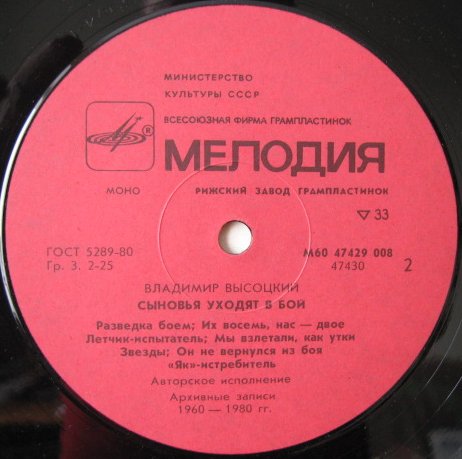 МИНИСТЕРСТВО
КУЛЬТУРЫ СССР
ВСЕСОЮЗНАЯ ФИРМА ГРАМПЛАСТИНОК
® МЕЛОДИЯ
МОНО РИЖСКИЙ ЗАВОД ГРАМПЛАСТИНОК
▽ 33
ГОСТ 5289-80 М60 47429 008
Гр. 3. 2-25 47430 2
ВЛАДИМИР ВЫСОЦКИЙ
СЫНОВЬЯ УХОДЯТ В БОЙ
Разведка боем; Их восемь, нас — двое
Летчик-испытатель; Мы взлетали, как утки
Звезды; Он не вернулся из боя
«Як»-истребитель
Авторское исполнение
Архивные записи
1960 — 1980 гг.